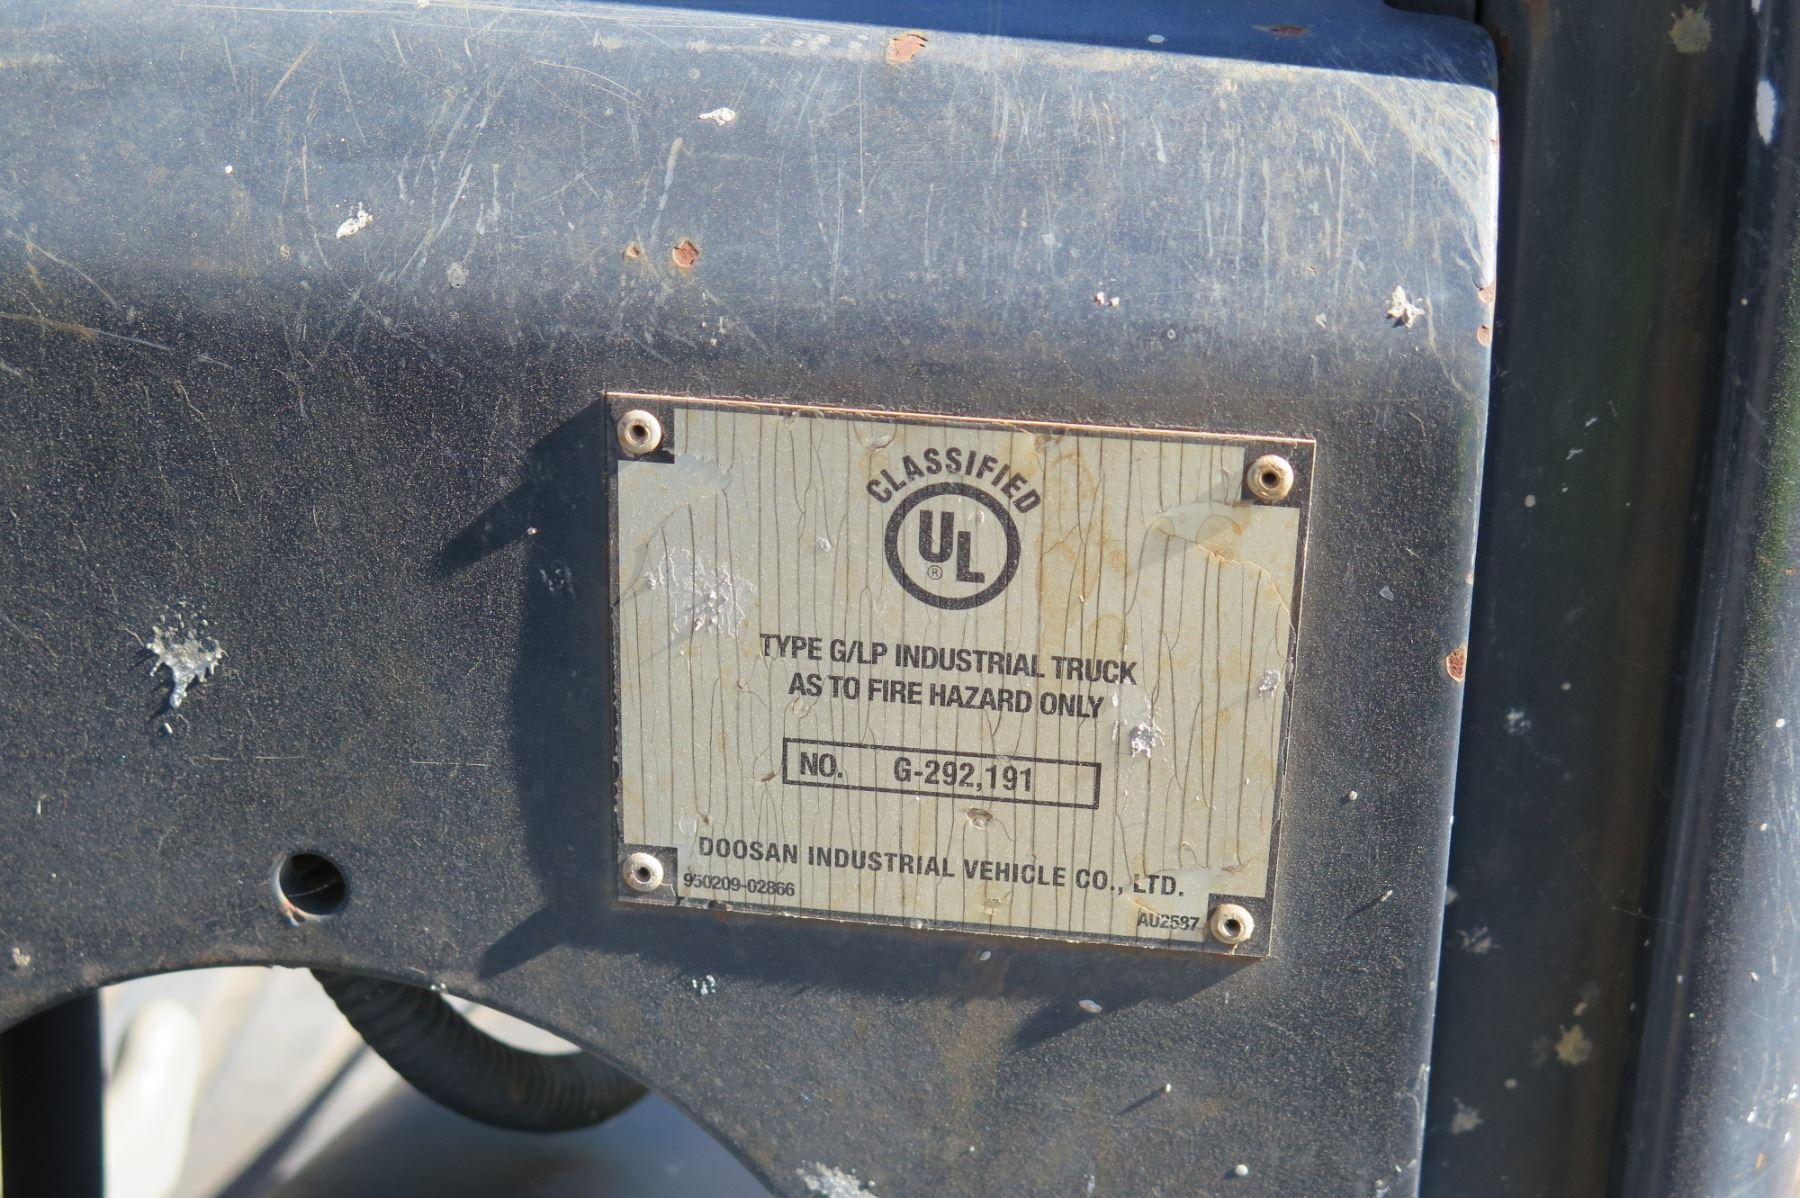 CLASSIFIED
UL
®
TYPE G/LP INDUSTRIAL TRUCK
AS TO FIRE HAZARD ONLY
NO. G-292,191
DOOSAN INDUSTRIAL VEHICLE CO., LTD.
950209-02866
AU2587